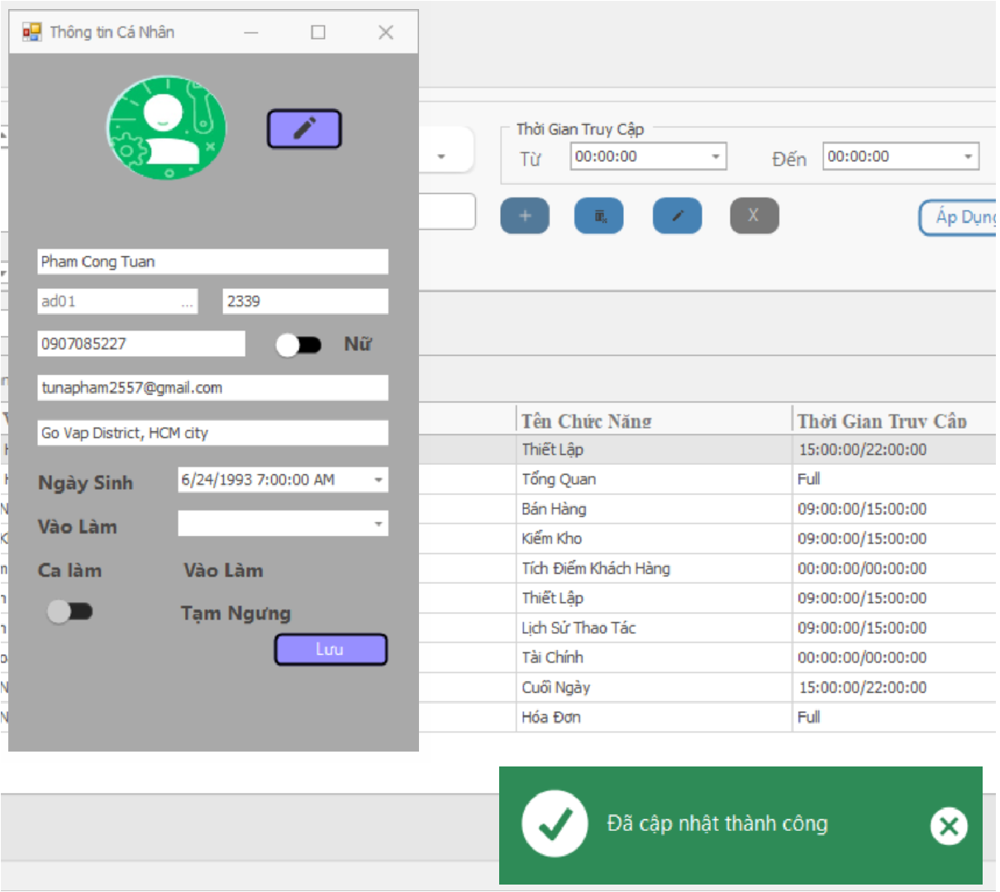 Thông tin Cá Nhân
Thời Gian Truy Cập
Từ
00:00:00
Đến
00:00:00
+
X
Áp Dụng
Pham Cong Tuan
ad01
...
2339
0907085227
Nữ
tunapham2557@gmail.com
Go Vap District, HCM city
Ngày Sinh
6/24/1993 7:00:00 AM
Vào Làm
Ca làm
Vào Làm
Tạm Ngưng
Lưu
Tên Chức Năng
Thời Gian Truy Cập
Thiết Lập
15:00:00/22:00:00
Tổng Quan
Full
Bán Hàng
09:00:00/15:00:00
Kiểm Kho
09:00:00/15:00:00
Tích Điểm Khách Hàng
00:00:00/00:00:00
Thiết Lập
09:00:00/15:00:00
Lịch Sử Thao Tác
09:00:00/15:00:00
Tài Chính
00:00:00/00:00:00
Cuối Ngày
15:00:00/22:00:00
Hóa Đơn
Full
Đã cập nhật thành công